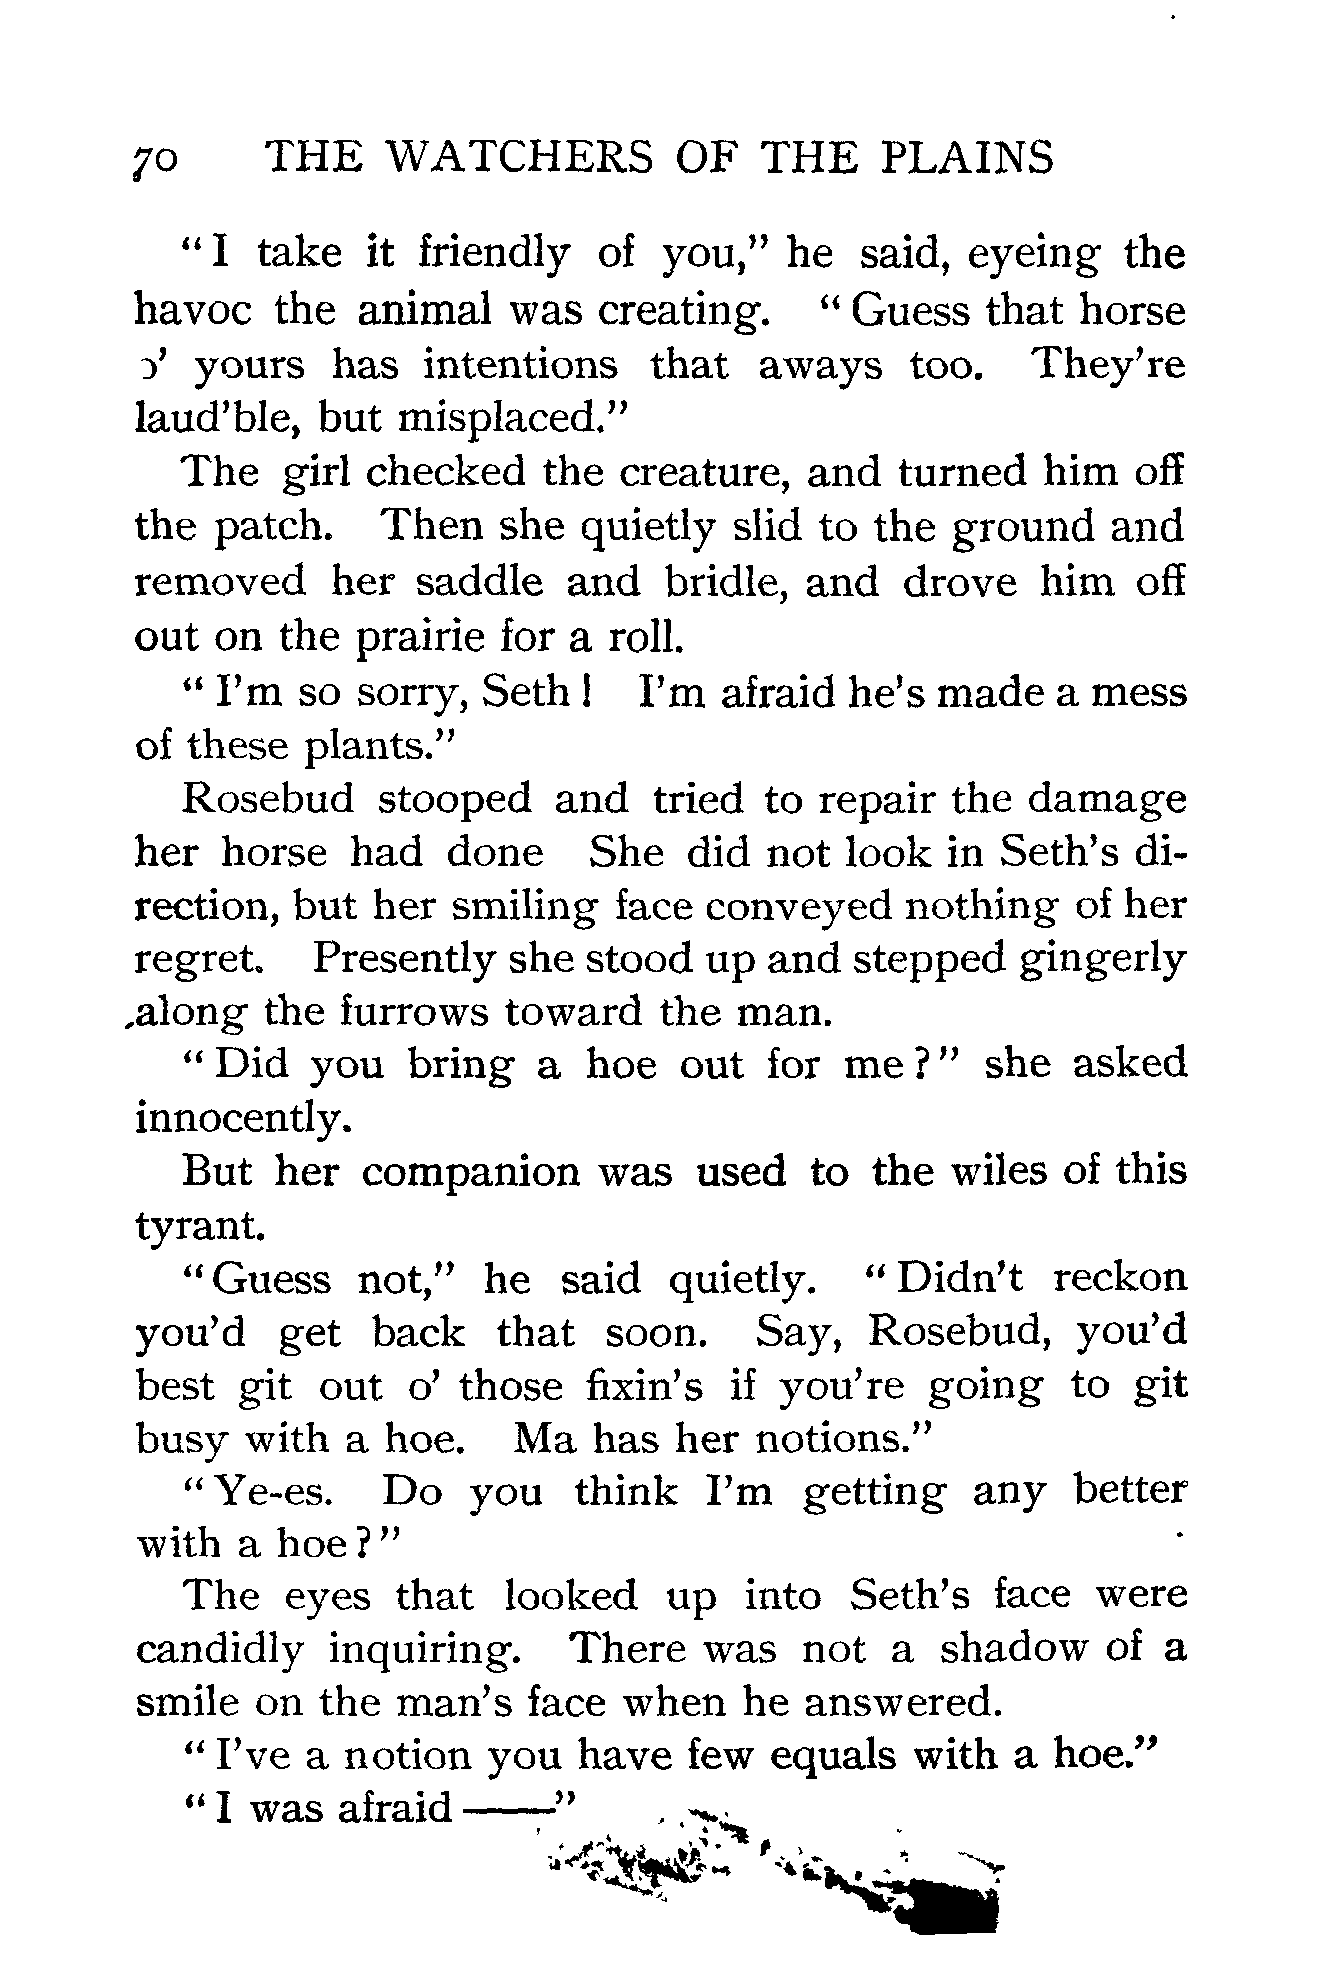 70 THE WATCHERS OF THE PLAINS
“I take it friendly of you,” he said, eyeing the
havoc the animal was creating. “Guess that horse
o’ yours has intentions that aways too. They’re
laud’ble, but misplaced.”
The girl checked the creature, and turned him off
the patch. Then she quietly slid to the ground and
removed her saddle and bridle, and drove him off
out on the prairie for a roll.
“I’m so sorry, Seth! I’m afraid he’s made a mess
of these plants.”
Rosebud stooped and tried to repair the damage
her horse had done She did not look in Seth’s di-
rection, but her smiling face conveyed nothing of her
regret. Presently she stood up and stepped gingerly
along the furrows toward the man.
“Did you bring a hoe out for me?” she asked
innocently.
But her companion was used to the wiles of this
tyrant.
“Guess not,” he said quietly. “Didn’t reckon
you’d get back that soon. Say, Rosebud, you’d
best git out o’ those fixin’s if you’re going to git
busy with a hoe. Ma has her notions.”
“Ye-es. Do you think I’m getting any better
with a hoe?”
The eyes that looked up into Seth’s face were
candidly inquiring. There was not a shadow of a
smile on the man’s face when he answered.
“I’ve a notion you have few equals with a hoe.”
“I was afraid ——”